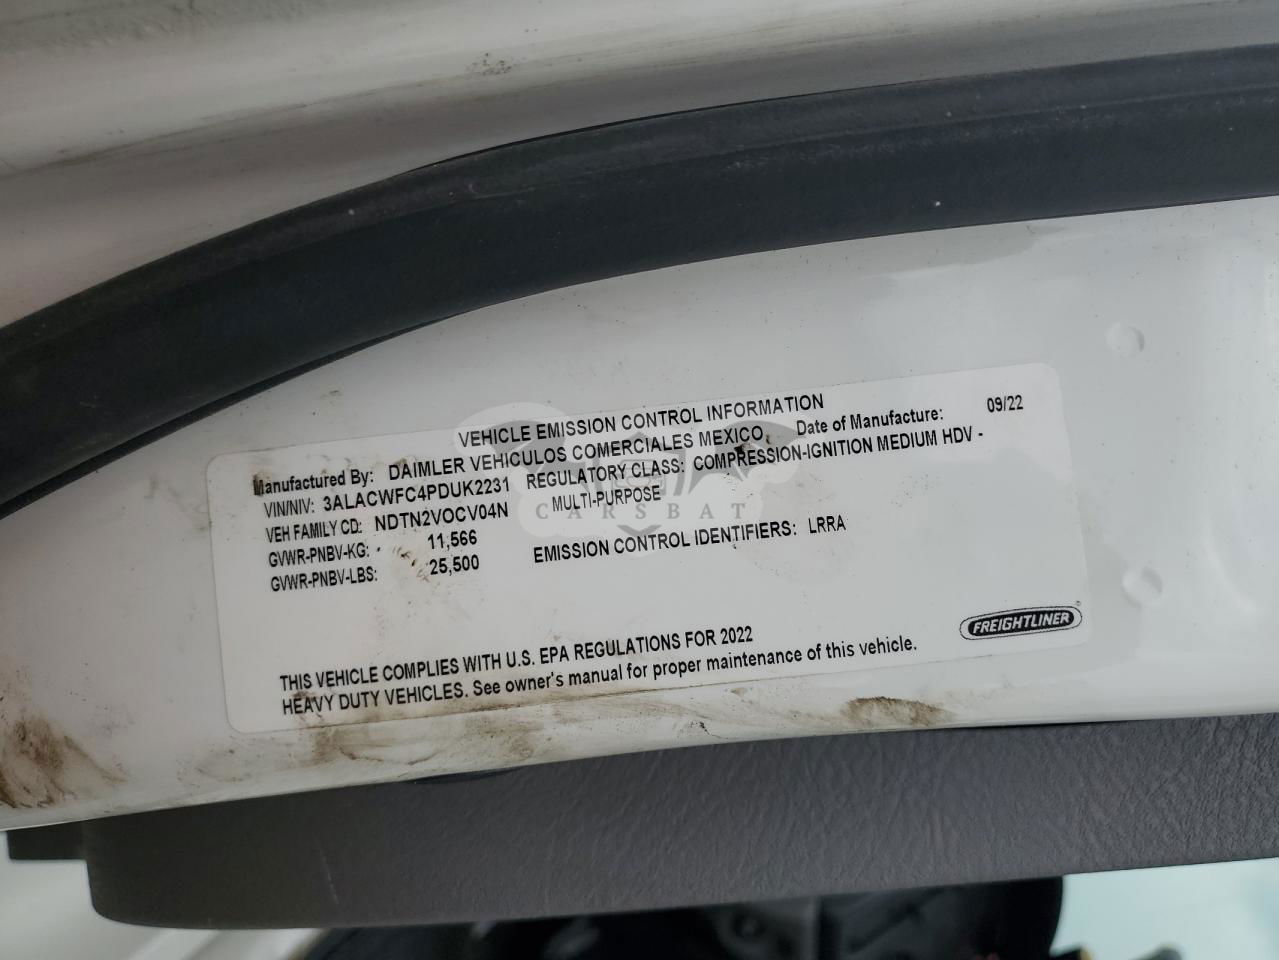 VEHICLE EMISSION CONTROL INFORMATION
Manufactured By: DAIMLER VEHICULOS COMERCIALES MEXICO Date of Manufacture: 09/22
VIN/NIV: 3ALACWFC4PDUK2231 REGULATORY CLASS: COMPRESSION-IGNITION MEDIUM HDV -
VEH FAMILY CD: NDTN2VOCV04N MULTI-PURPOSE
GVWR-PNBV-KG: 11,566
GVWR-PNBV-LBS: 25,500 EMISSION CONTROL IDENTIFIERS: LRRA
CARSBAT
THIS VEHICLE COMPLIES WITH U.S. EPA REGULATIONS FOR 2022
HEAVY DUTY VEHICLES. See owner's manual for proper maintenance of this vehicle.
FREIGHTLINER